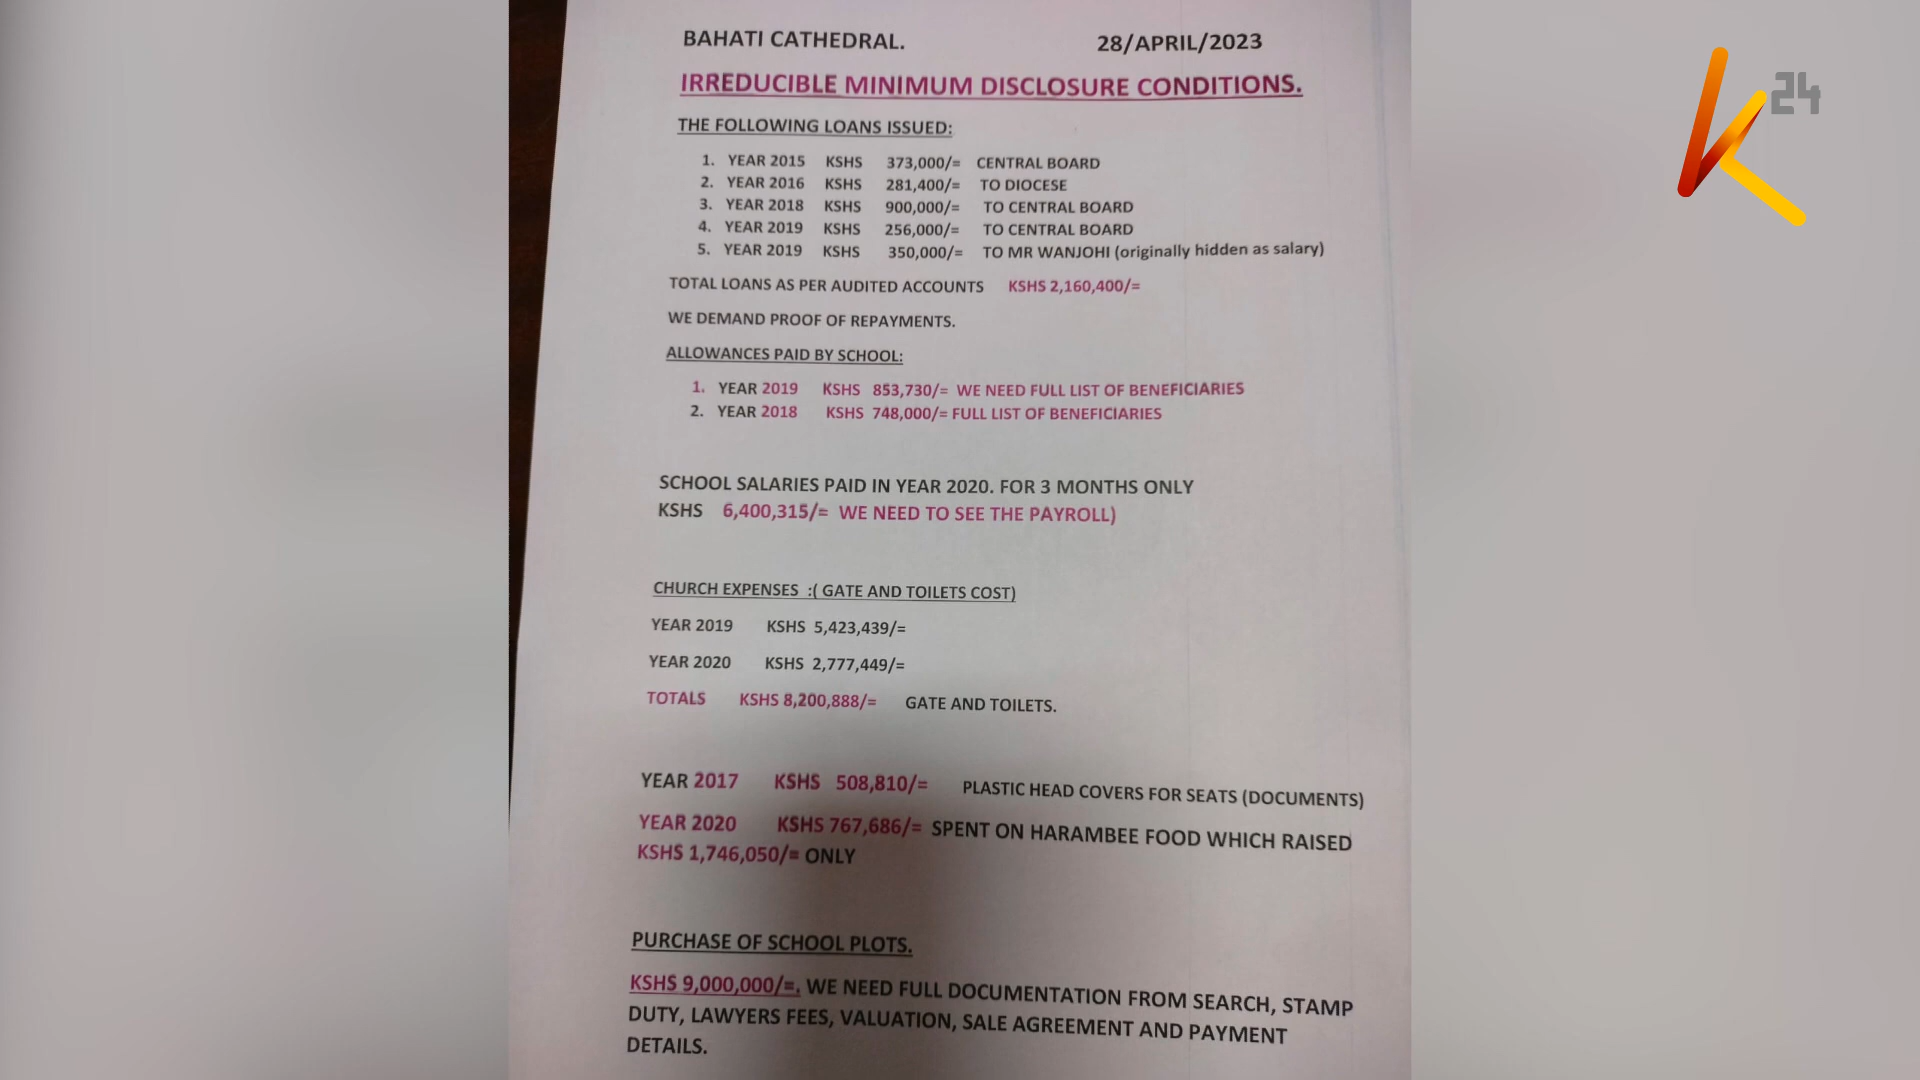 BAHATI CATHEDRAL. 28/APRIL/2023
K24
IRREDUCIBLE MINIMUM DISCLOSURE CONDITIONS.
THE FOLLOWING LOANS ISSUED:
1. YEAR 2015 KSHS 373,000/= CENTRAL BOARD
2. YEAR 2016 KSHS 281,400/= TO DIOCESE
3. YEAR 2018 KSHS 900,000/= TO CENTRAL BOARD
4. YEAR 2019 KSHS 256,000/= TO CENTRAL BOARD
5. YEAR 2019 KSHS 350,000/= TO MR WANJOHI (originally hidden as salary)
TOTAL LOANS AS PER AUDITED ACCOUNTS KSHS 2,160,400/=
WE DEMAND PROOF OF REPAYMENTS.
ALLOWANCES PAID BY SCHOOL:
1. YEAR 2019 KSHS 853,730/= WE NEED FULL LIST OF BENEFICIARIES
2. YEAR 2018 KSHS 748,000/= FULL LIST OF BENEFICIARIES
SCHOOL SALARIES PAID IN YEAR 2020. FOR 3 MONTHS ONLY
KSHS 6,400,315/= WE NEED TO SEE THE PAYROLL)
CHURCH EXPENSES :( GATE AND TOILETS COST)
YEAR 2019 KSHS 5,423,439/=
YEAR 2020 KSHS 2,777,449/=
TOTALS KSHS 8,200,888/= GATE AND TOILETS.
YEAR 2017 KSHS 508,810/= PLASTIC HEAD COVERS FOR SEATS (DOCUMENTS)
YEAR 2020 KSHS 767,686/= SPENT ON HARAMBEE FOOD WHICH RAISED
KSHS 1,746,050/= ONLY
PURCHASE OF SCHOOL PLOTS.
KSHS 9,000,000/=. WE NEED FULL DOCUMENTATION FROM SEARCH, STAMP
DUTY, LAWYERS FEES, VALUATION, SALE AGREEMENT AND PAYMENT
DETAILS.